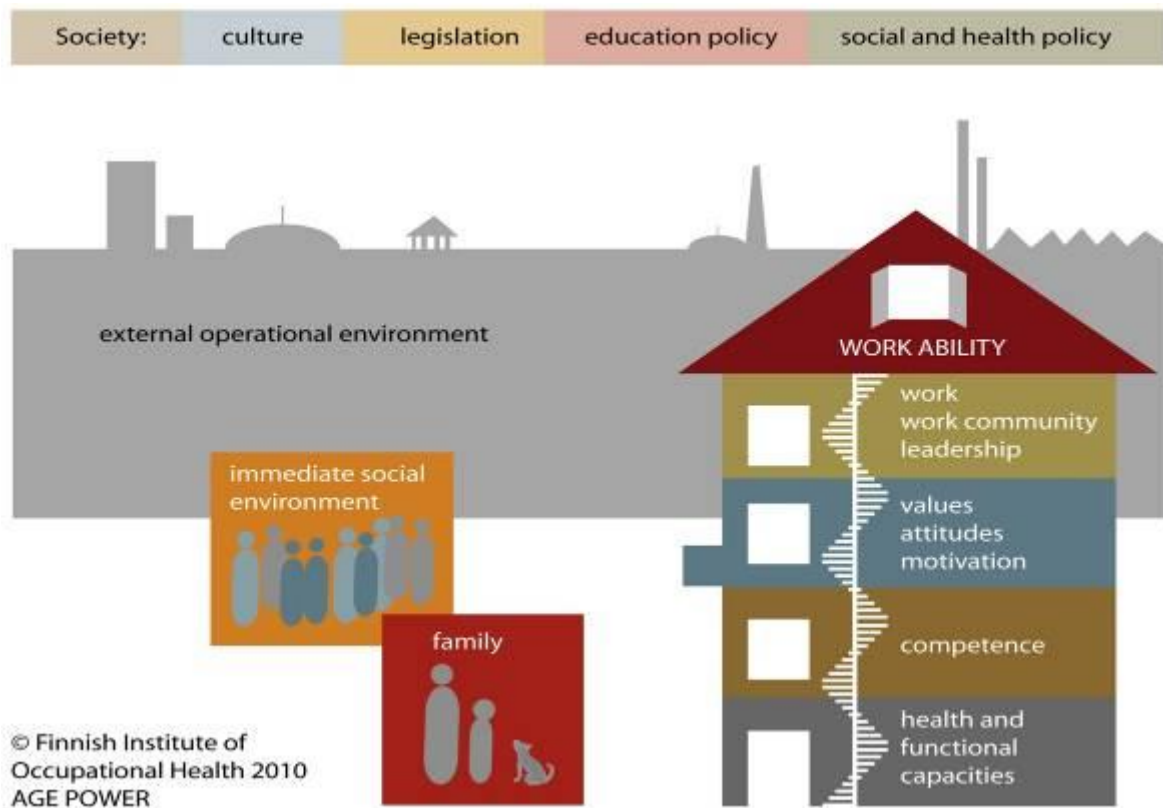 Society: culture legislation education policy social and health policy
external operational environment
WORK ABILITY
work
work community
leadership
immediate social
environment
values
attitudes
motivation
family
competence
health and
functional
capacities
© Finnish Institute of
Occupational Health 2010
AGE POWER